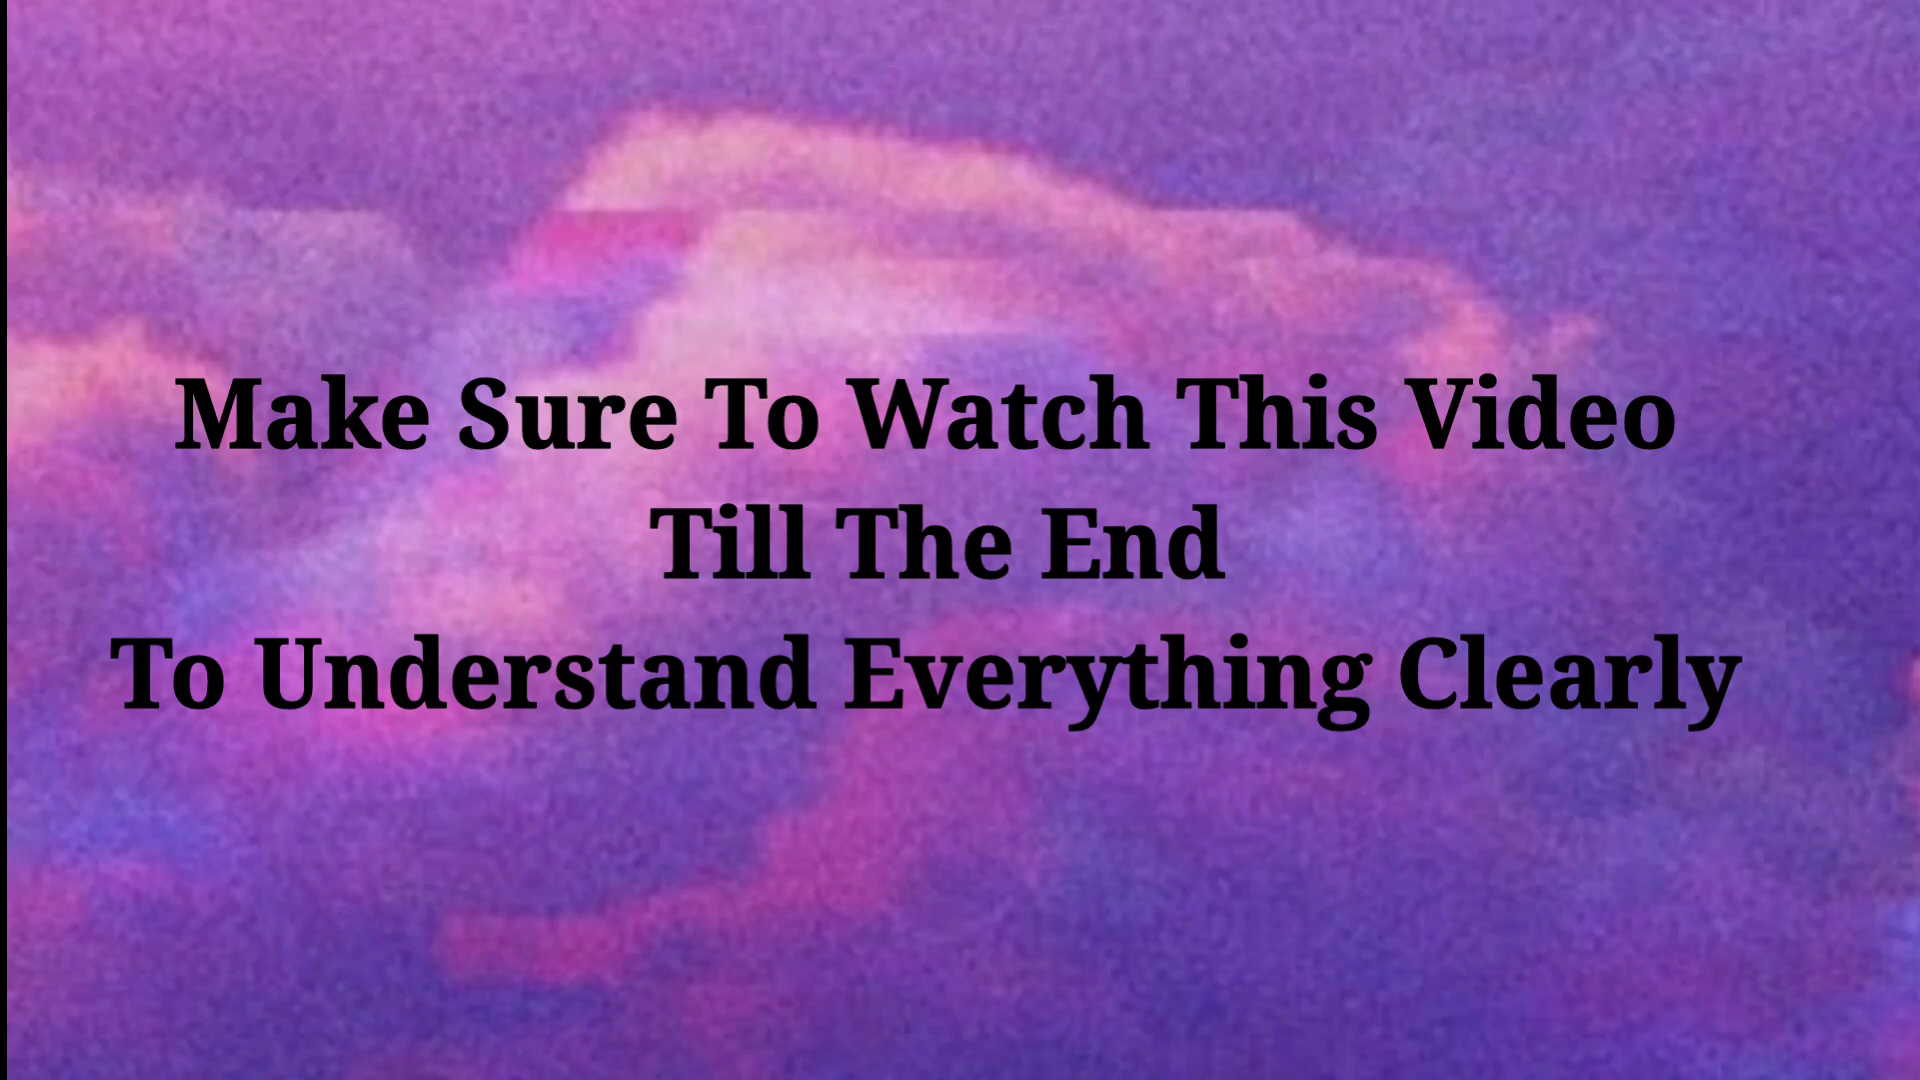 Make Sure To Watch This Video
Till The End
To Understand Everything Clearly